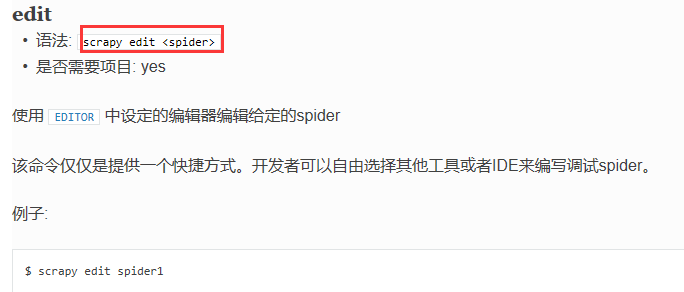 edit
• 语法: scrapy edit <spider>
• 是否需要项目: yes
使用 EDITOR 中设定的编辑器编辑给定的spider
该命令仅仅是提供一个快捷方式。开发者可以自由选择其他工具或者IDE来编写调试spider。
例子:
$ scrapy edit spider1